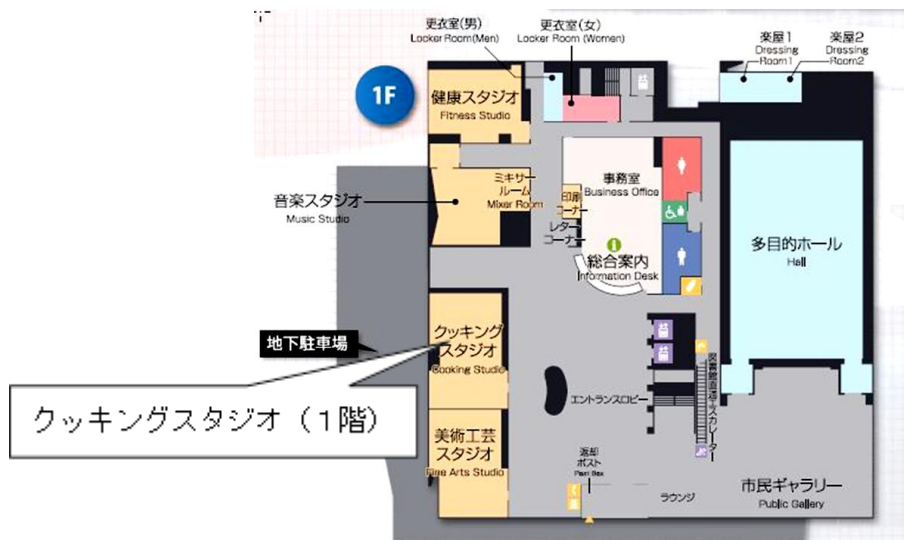 更衣室(男)
Locker Room(Men)
更衣室(女)
Locker Room (Women)
楽屋1
Dressing
Room1
楽屋2
Dressing
Room2
1F
健康スタジオ
Fitness Studio
ミキサー
ルーム
Mixer Room
事務室
Business Office
印刷
コーナー
音楽スタジオ
Music Studio
レター
コーナー
総合案内
Information Desk
多目的ホール
Hall
地下駐車場
クッキング
スタジオ
Cooking Studio
クッキングスタジオ(1階)
エントランスロビー
美術工芸
スタジオ
Fine Arts Studio
返却
ポスト
ラウンジ
市民ギャラリー
Public Gallery